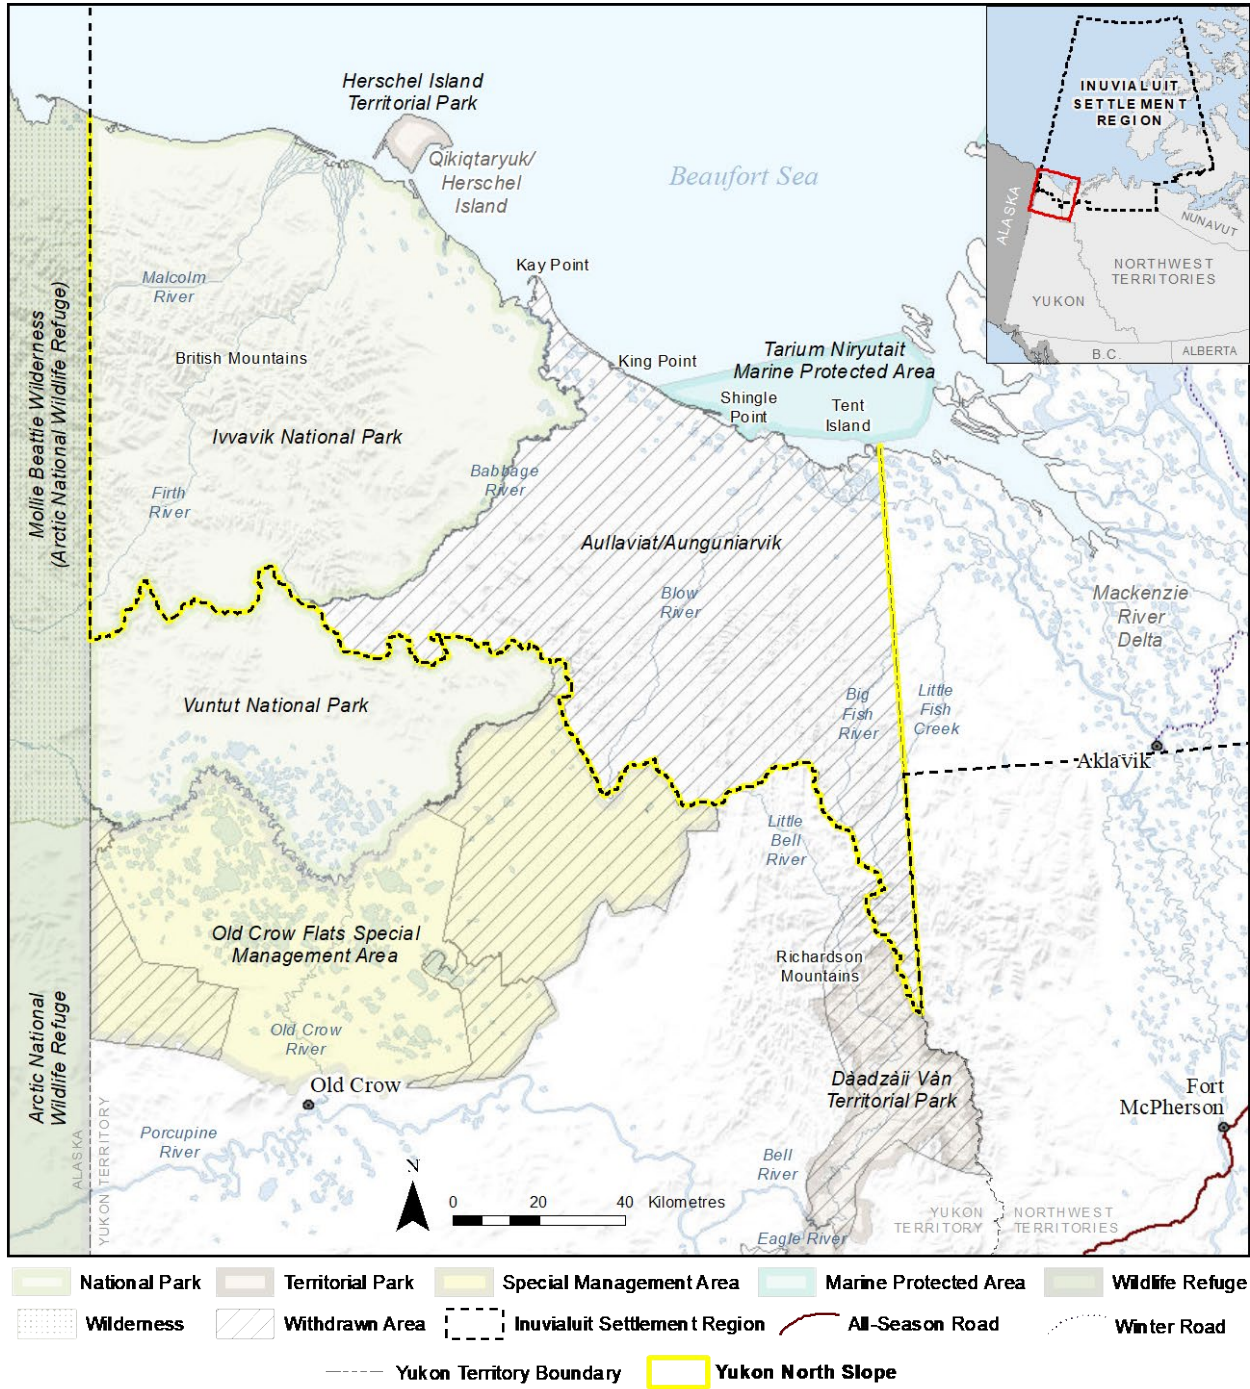 Herschel Island
Territorial Park
Qikiqtaryuk/
Herschel
Island
Beaufort Sea
INUVIALUIT
SETTLEMENT
REGION
ALASKA
NUNAVUT
NORTHWEST
TERRITORIES
YUKON
B.C.
ALBERTA
Kay Point
Malcolm
River
British Mountains
King Point
Tarium Niryutait
Marine Protected Area
Shingle
Point
Tent
Island
Mollie Beattie Wilderness
(Arctic National Wildlife Refuge)
Ivvavik National Park
Babbage
River
Firth
River
Aullaviat/Aunguniarvik
Blow
River
Mackenzie
River
Delta
Vuntut National Park
Big
Fish
River
Little
Fish
Creek
Aklavik
Little
Bell
River
Old Crow Flats Special
Management Area
Richardson
Mountains
Arctic National
Wildlife Refuge
Old Crow
River
Old Crow
Dàadzàii Vàn
Territorial Park
Fort
McPherson
ALASKA
YUKON TERRITORY
Porcupine
River
Bell
River
N
0 20 40 Kilometres
YUKON
TERRITORY
NORTHWEST
TERRITORIES
Eagle River
National Park
Territorial Park
Special Management Area
Marine Protected Area
Wildlife Refuge
Wilderness
Withdrawn Area
Inuvialuit Settlement Region
All-Season Road
Winter Road
Yukon Territory Boundary
Yukon North Slope